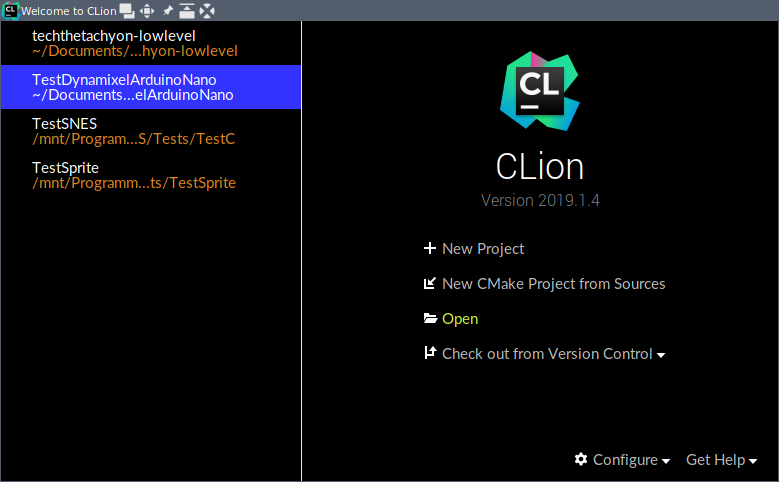 Welcome to CLion
techthetachyon-lowlevel
~/Documents/...hyon-lowlevel
TestDynamixelArduinoNano
~/Documents...elArduinoNano
TestSNES
/mnt/Program...S/Tests/TestC
TestSprite
/mnt/Programm...ts/TestSprite
CL
CLion
Version 2019.1.4
New Project
New CMake Project from Sources
Open
Check out from Version Control
Configure
Get Help